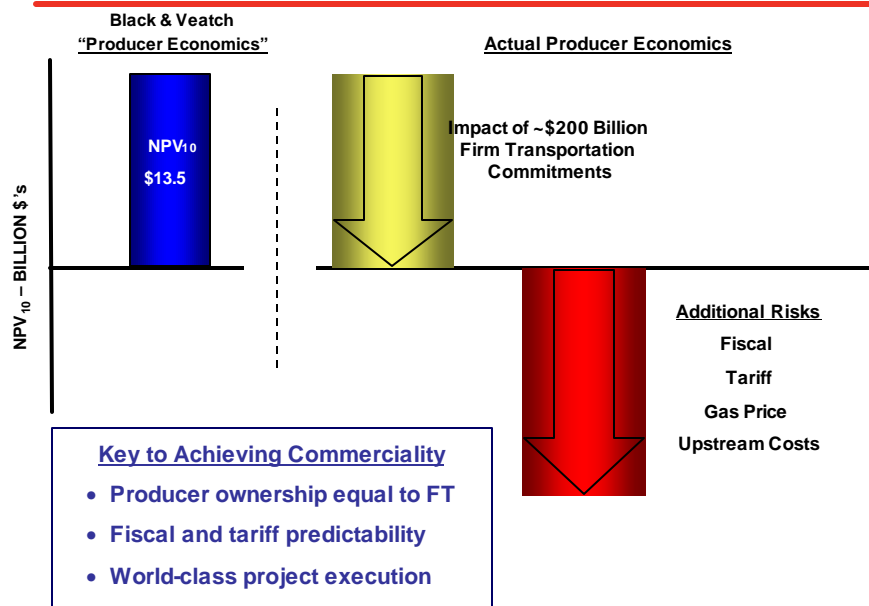 Black & Veatch
“Producer Economics”
Actual Producer Economics
NPV10 – BILLION $’s
NPV10
$13.5
Impact of ~$200 Billion
Firm Transportation
Commitments
Additional Risks
Fiscal
Tariff
Gas Price
Upstream Costs
Key to Achieving Commerciality
• Producer ownership equal to FT
• Fiscal and tariff predictability
• World-class project execution